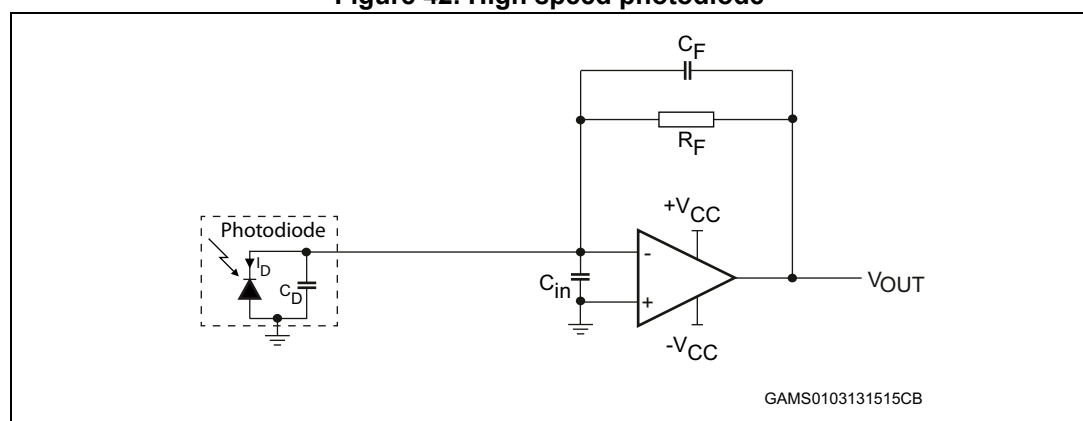 Figure 42. High speed photodiode
CF
RF
+VCC
Photodiode
ID
CD
Cin
-
+
VOUT
-VCC
GAMS0103131515CB